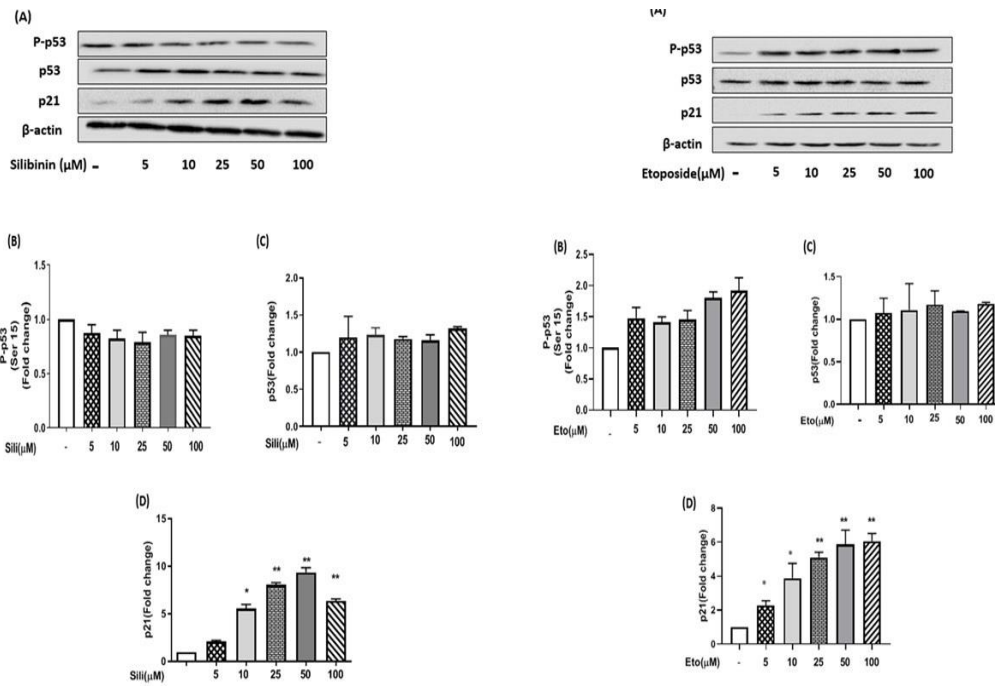 (A)
P-p53
p53
p21
β-actin
Silibinin (μM) – 5 10 25 50 100
(A)
P-p53
p53
p21
β-actin
Etoposide(μM) – 5 10 25 50 100
(B)
P-p53
(Ser 15)
(Fold change)
1.5
1.0
0.5
0.0
Sili(μM) - 5 10 25 50 100
(C)
p53(Fold change)
2.0
1.5
1.0
0.5
0.0
Sili(μM) - 5 10 25 50 100
(D)
p21(Fold change)
15
10
5
0
* ** ** **
Sili(μM) - 5 10 25 50 100
(B)
P-p53
(Ser 15)
(Fold change)
2.5
2.0
1.5
1.0
0.5
0.0
Eto(μM) - 5 10 25 50 100
(C)
p53(Fold change)
1.5
1.0
0.5
0.0
Eto(μM) - 5 10 25 50 100
(D)
p21(Fold change)
8
6
4
2
0
* * ** ** **
Eto(μM) - 5 10 25 50 100